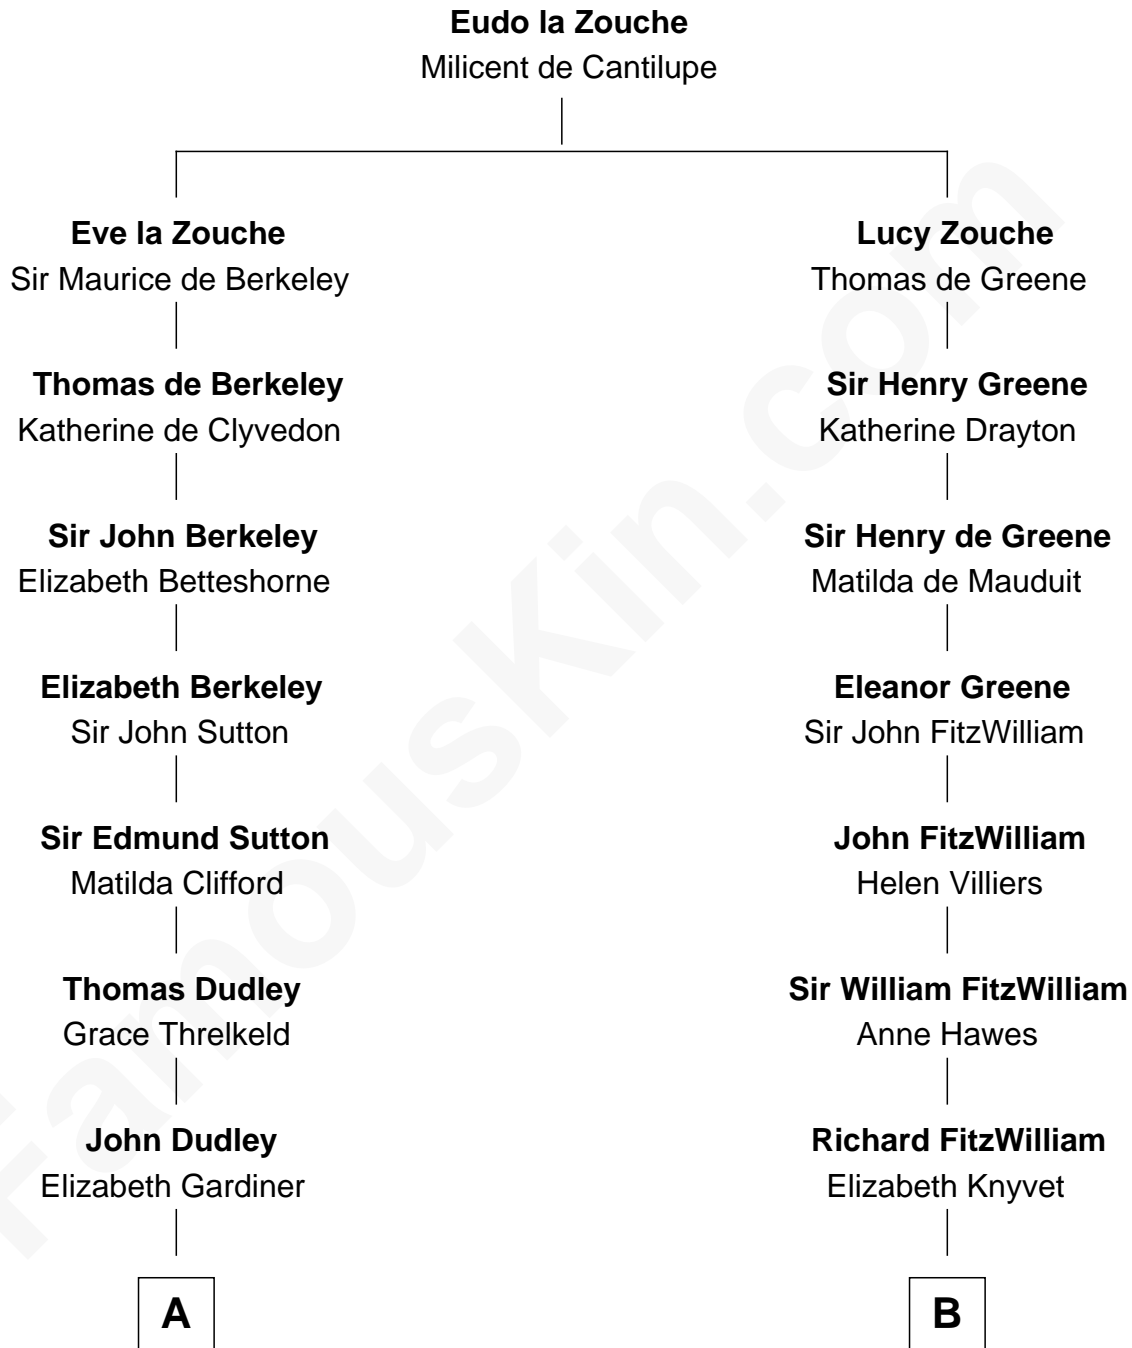 Eudo la Zouche
Milicent de Cantilupe
Eve la Zouche
Sir Maurice de Berkeley
Lucy Zouche
Thomas de Greene
Thomas de Berkeley
Katherine de Clyvedon
Sir Henry Greene
Katherine Drayton
Sir John Berkeley
Elizabeth Betteshorne
Sir Henry de Greene
Matilda de Mauduit
Elizabeth Berkeley
Sir John Sutton
Eleanor Greene
Sir John FitzWilliam
Sir Edmund Sutton
Matilda Clifford
John FitzWilliam
Helen Villiers
Thomas Dudley
Grace Threlkeld
Sir William FitzWilliam
Anne Hawes
John Dudley
Elizabeth Gardiner
Richard FitzWilliam
Elizabeth Knyvet
A
B
FamousKin.com